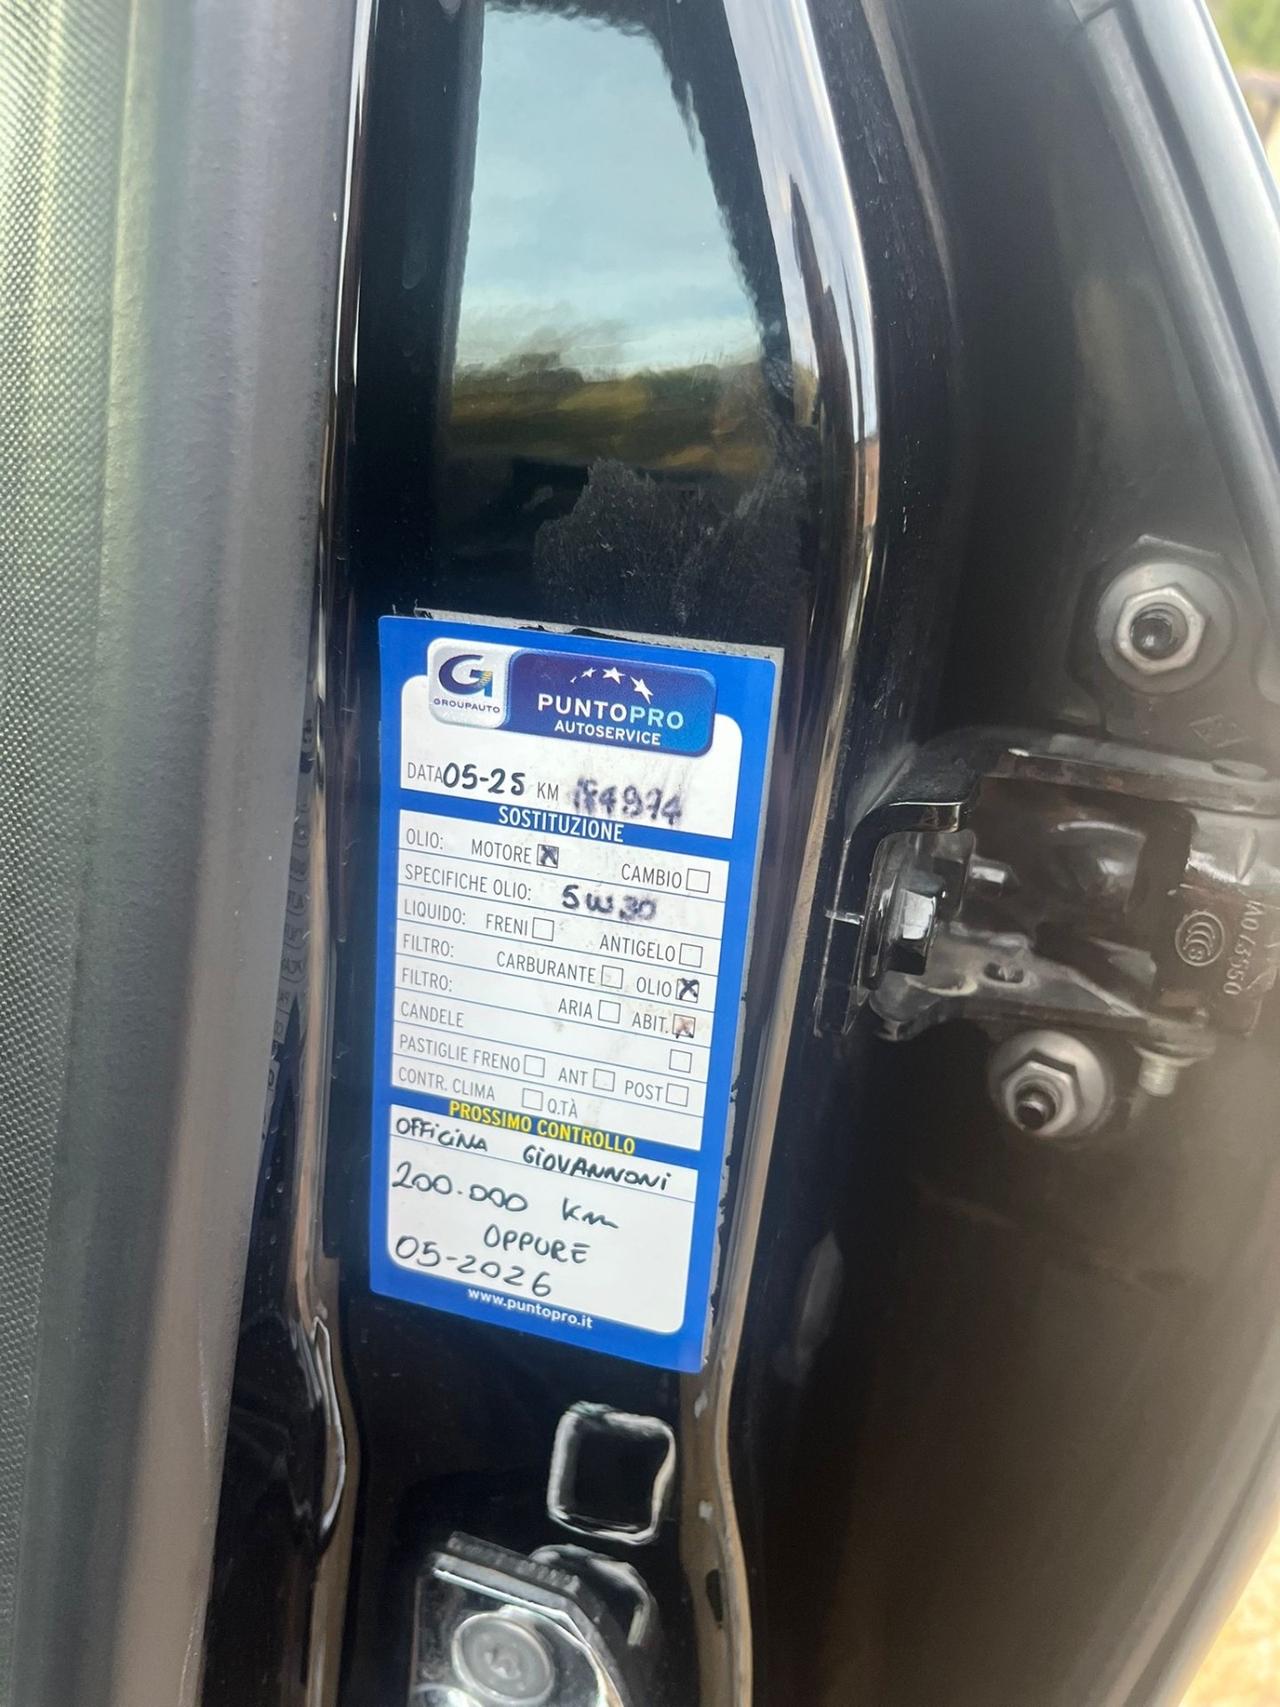 GROUPAUTO
PUNTOPRO
AUTOSERVICE
DATA 05-25 KM 184974
SOSTITUZIONE
OLIO: MOTORE CAMBIO
SPECIFICHE OLIO: 5W30
LIQUIDO: FRENI ANTIGELO
FILTRO: CARBURANTE OLIO
FILTRO: ARIA ABIT.
CANDELE
PASTIGLIE FRENO ANT POST
CONTR. CLIMA Q.TÀ
PROSSIMO CONTROLLO
OFFICINA GIOVANNONI
200.000 Km
OPPURE
05-2026
www.puntopro.it
CCC